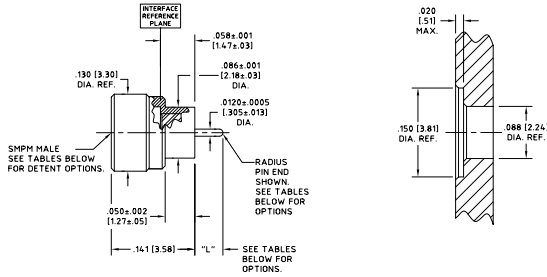 INTERFACE
REFERENCE
PLANE
.058±.001
[1.47±.03]
.086±.001
[2.18±.03]
DIA.
.130 [3.30]
DIA. REF.
.0120±.0005
[.305±.013]
DIA.
SMPM MALE
SEE TABLES BELOW
FOR DETENT OPTIONS.
RADIUS
PIN END
SHOWN.
SEE TABLES
BELOW FOR
OPTIONS
.050±.002
[1.27±.05]
.141 [3.58]
"L"
SEE TABLES
BELOW FOR
OPTIONS.
.020
[.51]
MAX.
.150 [3.81]
DIA. REF.
.088 [2.24]
DIA. REF.